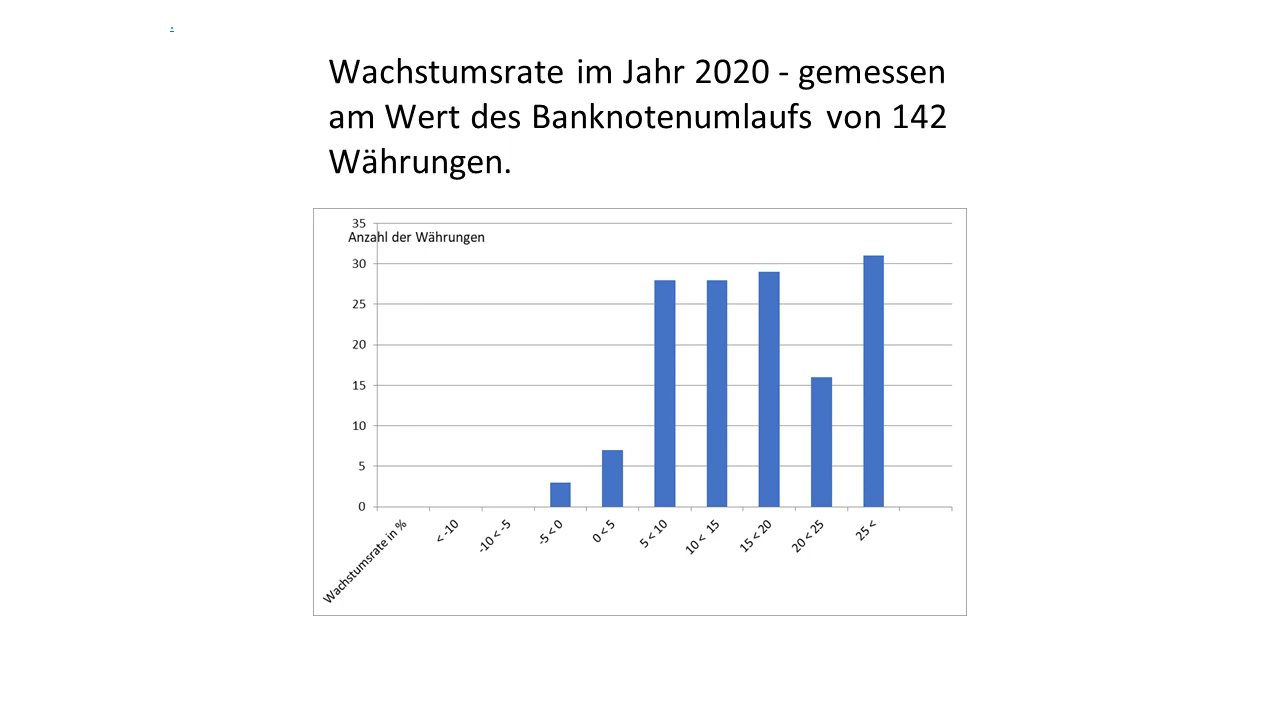 .
Wachstumsrate im Jahr 2020 - gemessen
am Wert des Banknotenumlaufs von 142
Währungen.
35
Anzahl der Währungen
30
25
20
15
10
5
0
Wachstumsrate in %
< -10
-10 < -5
-5 < 0
0 < 5
5 < 10
10 < 15
15 < 20
20 < 25
25 <